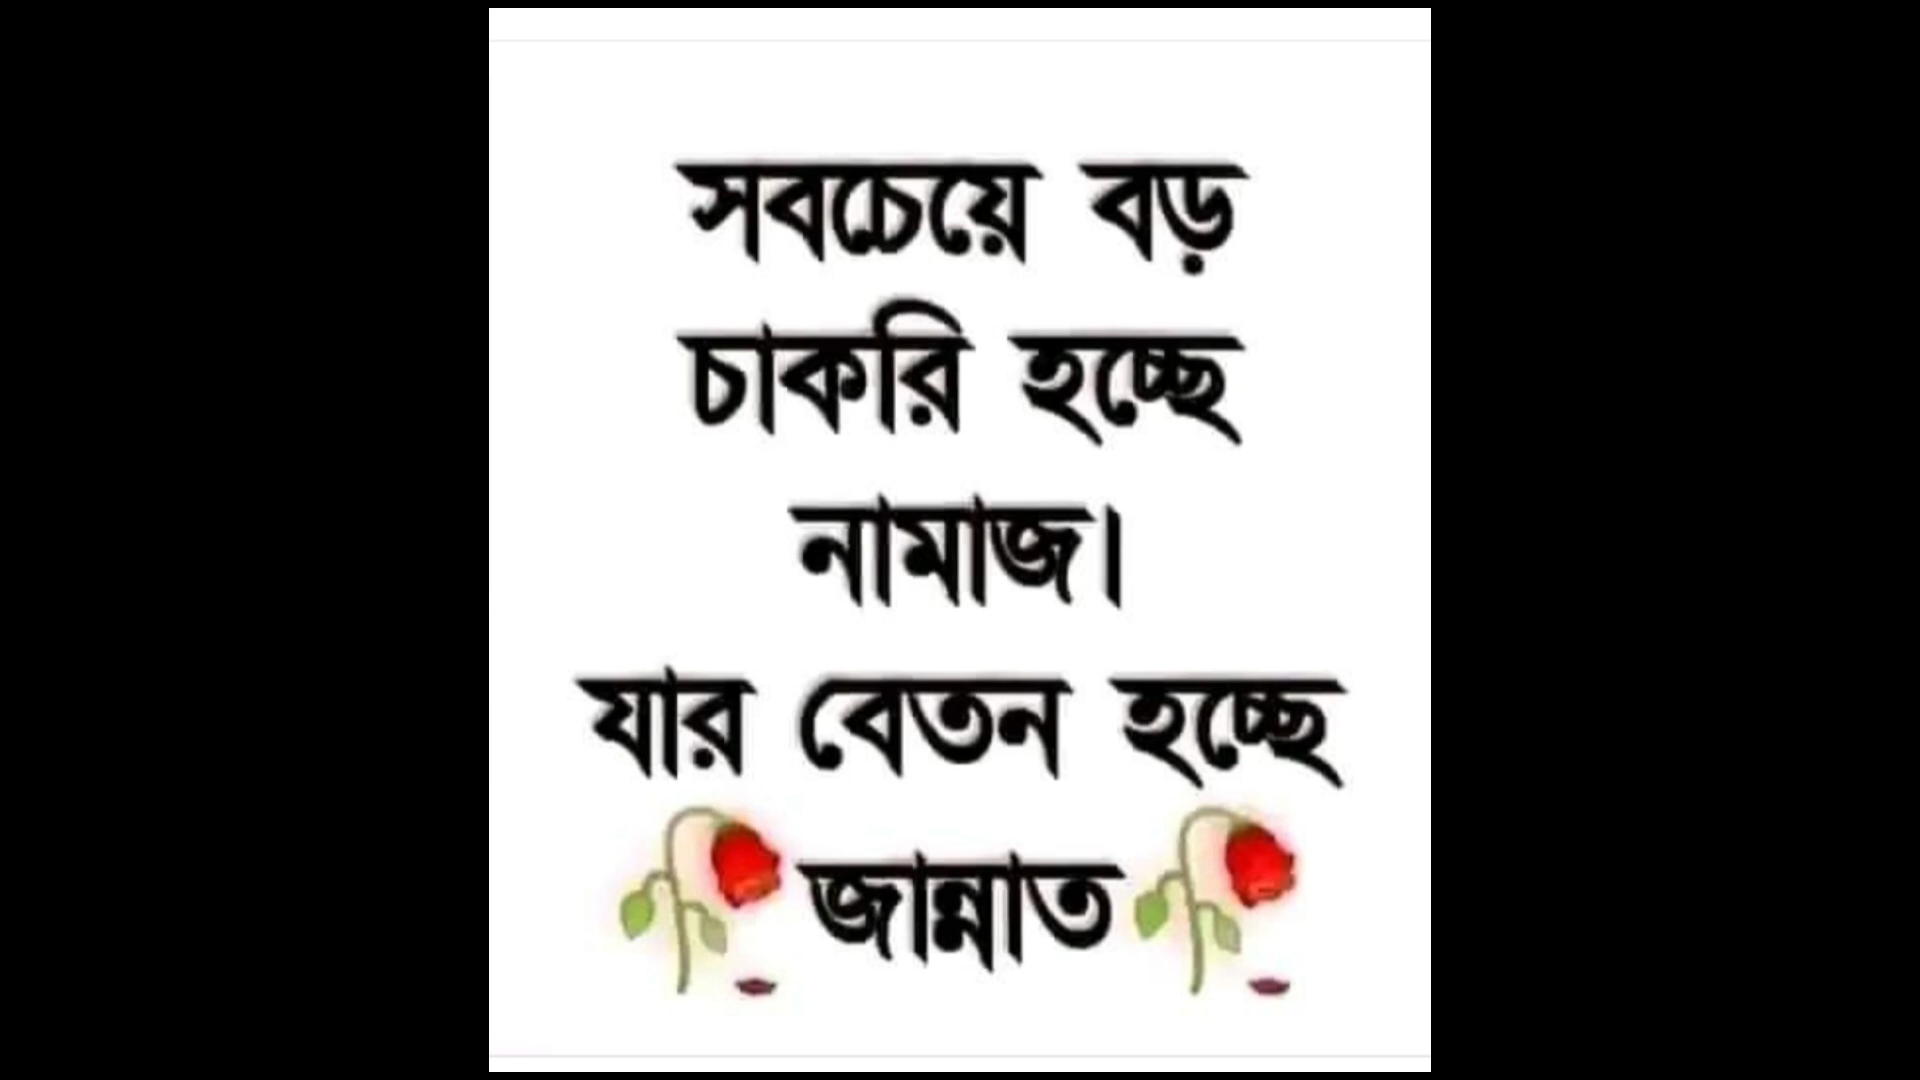 সবচেয়ে বড়
চাকরি হচ্ছে
নামাজ।
যার বেতন হচ্ছে
🥀জান্নাত🥀